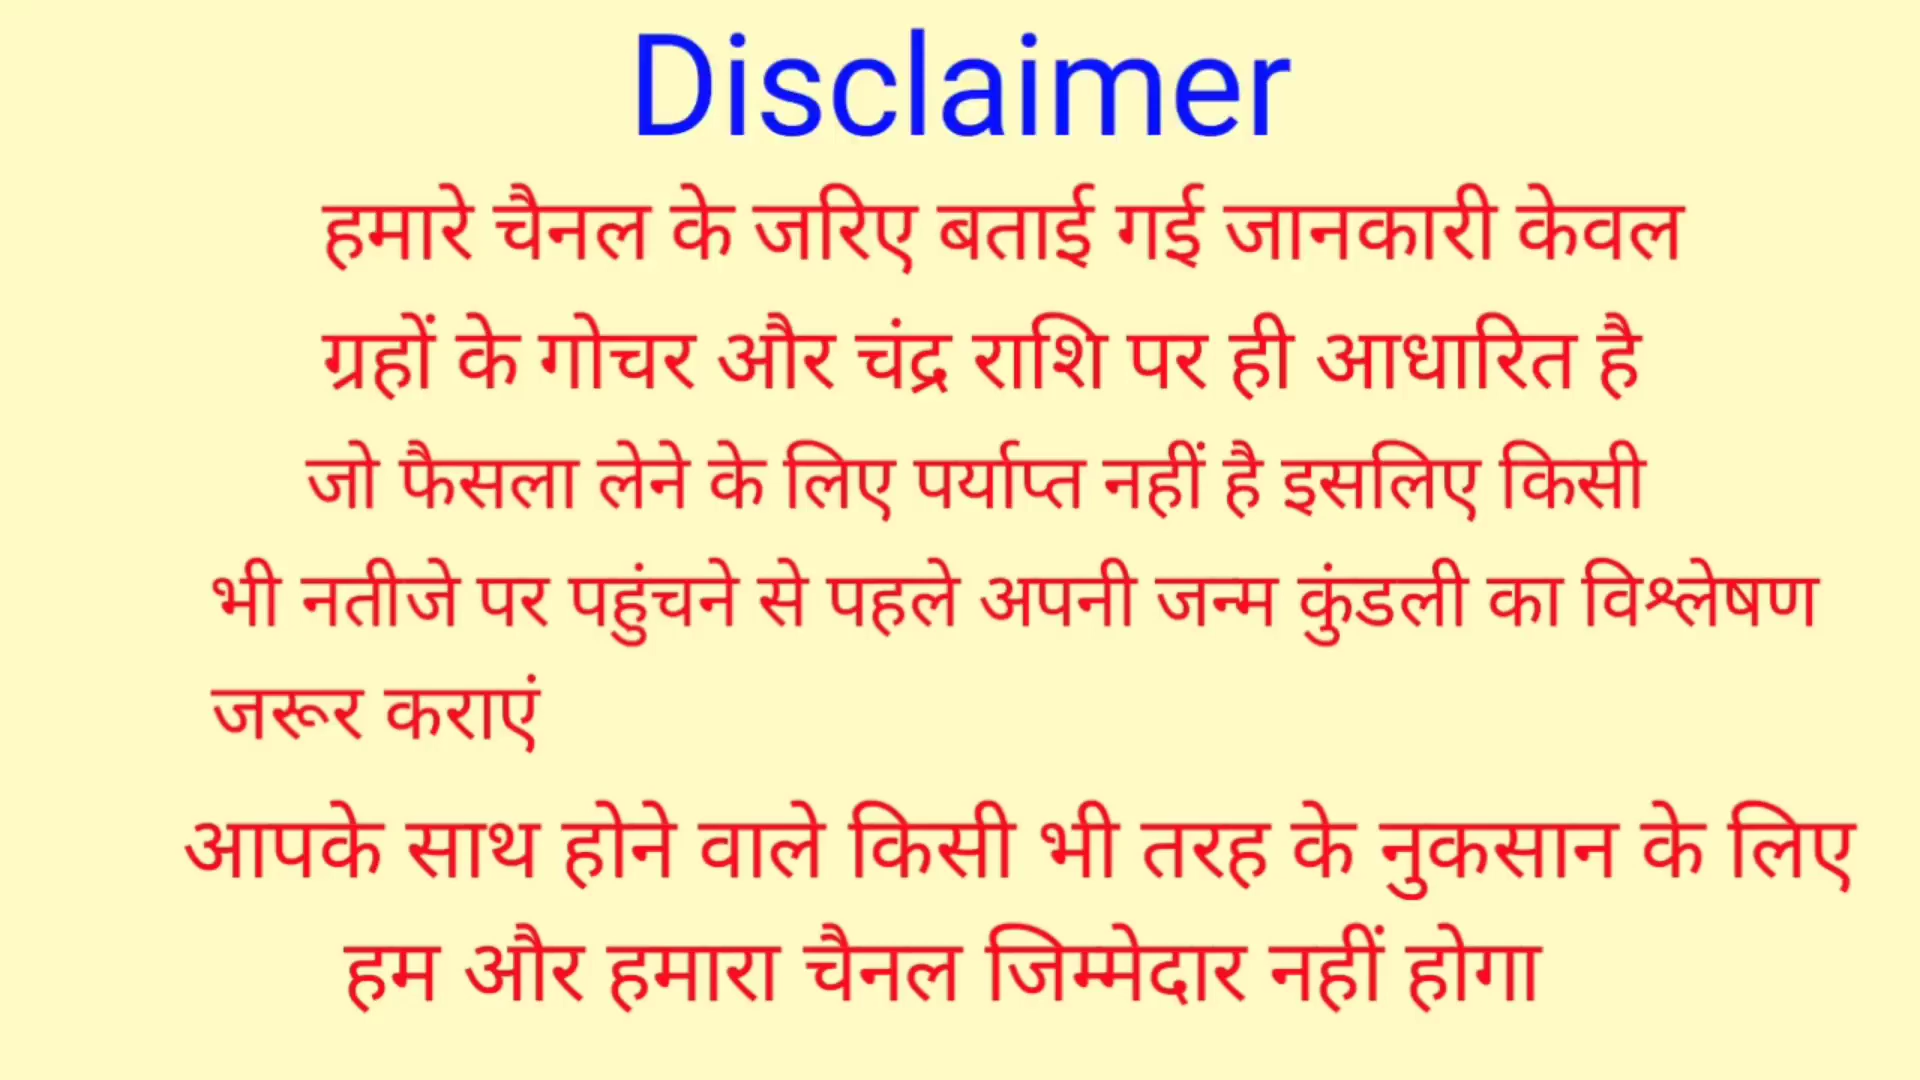 Disclaimer
हमारे चैनल के जरिए बताई गई जानकारी केवल
ग्रहों के गोचर और चंद्र राशि पर ही आधारित है
जो फैसला लेने के लिए पर्याप्त नहीं है इसलिए किसी
भी नतीजे पर पहुंचने से पहले अपनी जन्म कुंडली का विश्लेषण
जरूर कराएं
आपके साथ होने वाले किसी भी तरह के नुकसान के लिए
हम और हमारा चैनल जिम्मेदार नहीं होगा